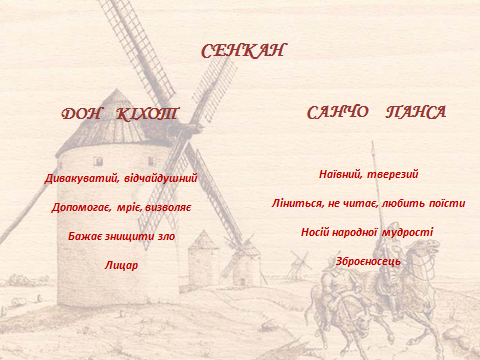 СЕНКАН
ДОН КІХОТ
Дивакуватий, відчайдушний
Допомогає, мріє, визволяє
Бажає знищити зло
Лицар
САНЧО ПАНСА
Наївний, тверезий
Ліниться, не читає, любить поїсти
Носій народної мудрості
Зброєносець